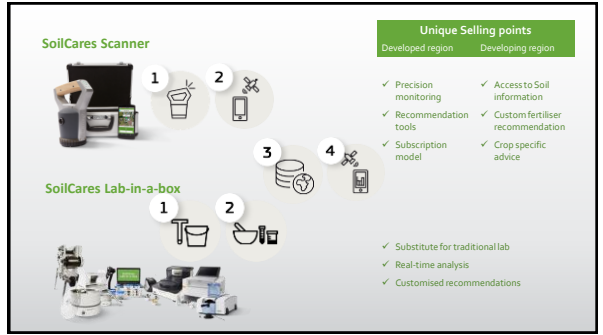 Unique Selling points
Developed region
Developing region
SoilCares Scanner
1
2
✓ Precision
monitoring
✓ Recommendation
tools
✓ Subscription
model
✓ Access to Soil
information
✓ Custom fertiliser
recommendation
✓ Crop specific
advice
3
4
SoilCares Lab-in-a-box
1
2
✓ Substitute for traditional lab
✓ Real-time analysis
✓ Customised recommendations